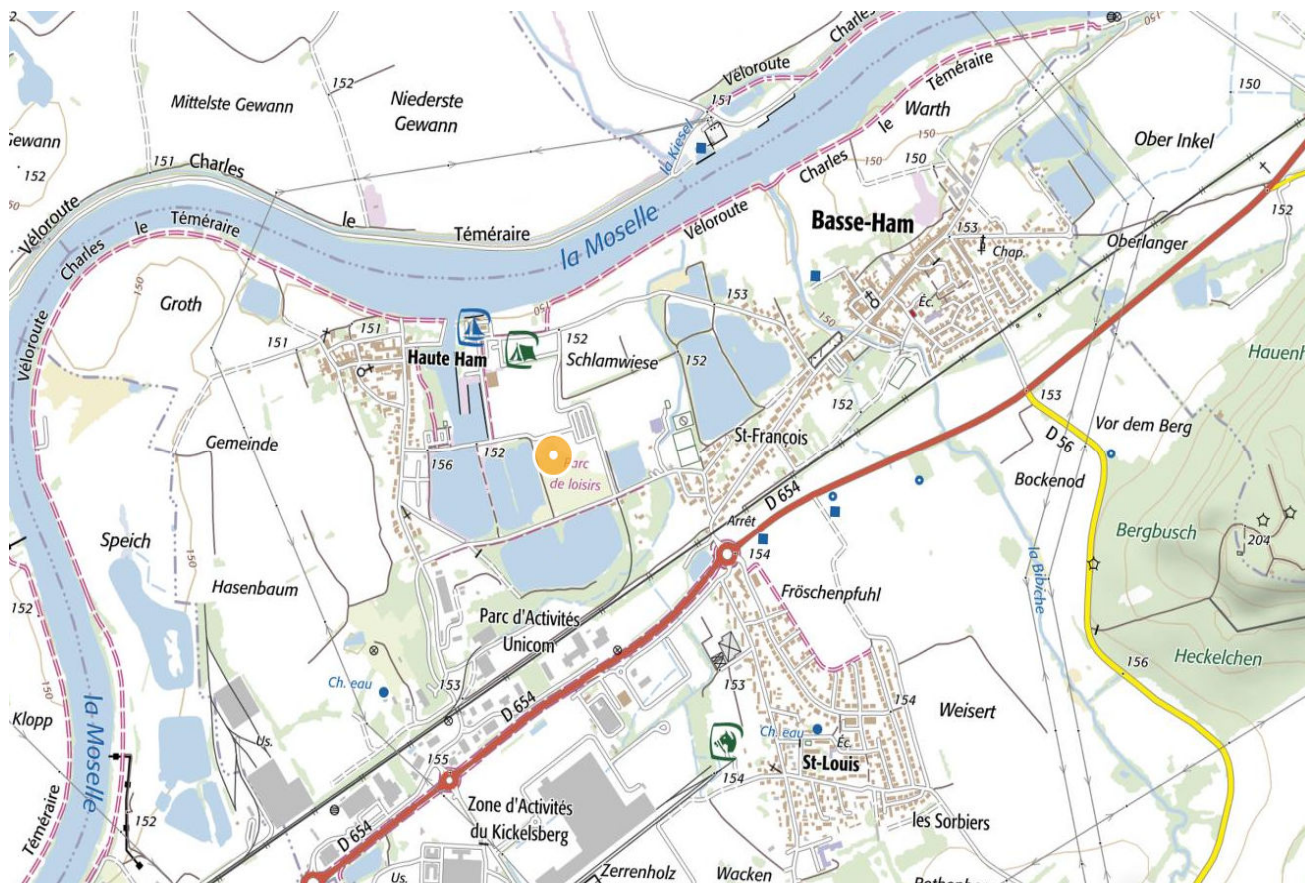 12
152
Mittelste Gewann
Niederste
Gewann
Véloroute
Charles
151
la Kiesel
Téméraire
le
Warth
150
150
Ober Inkel
150
Gewann
152
151
Charles
Véloroute
le
Téméraire
Charles
le
Téméraire
la Moselle
Véloroute
Charles
150
150
Basse-Ham
153
Chap.
Oberlanger
152
Éc.
Groth
151
151
Haute Ham
150
152
Schlamwiese
153
152
150
152
Hauenh
153
Vor dem Berg
D 56
Bockenod
Gemeinde
156
152
Parc
de loisirs
St-François
D 654
Arrêt
154
Bergbusch
204
Speich
150
Hasenbaum
Fröschenpfuhl
la Bibiche
Parc d'Activités
Unicom
Heckelchen
156
152
150
Klopp
la Moselle
Us.
Ch. eau
153
D 654
153
154
Weisert
Ch. eau
Éc.
St-Louis
155
154
Téméraire
152
Zone d'Activités
du Kickelsberg
les Sorbiers
D 654
Us.
Zerrenholz
Wacken